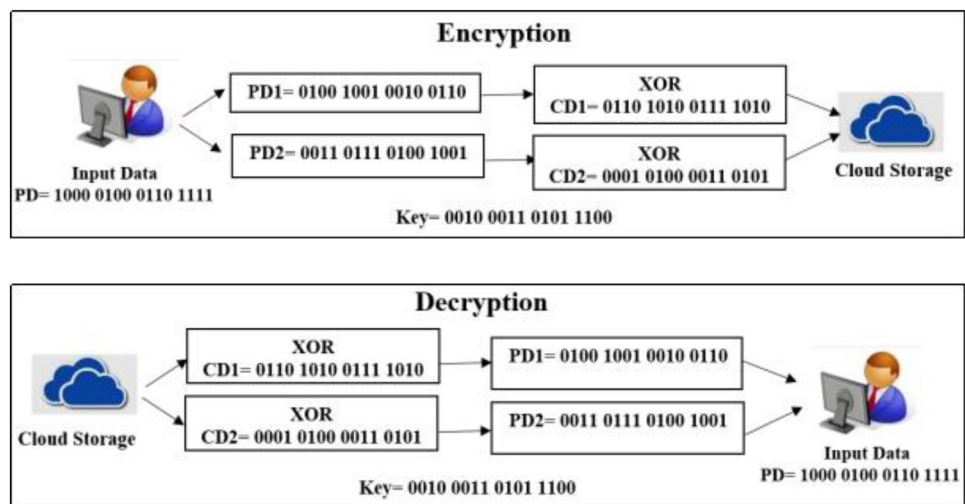 Encryption
Input Data
PD= 1000 0100 0110 1111
PD1= 0100 1001 0010 0110
PD2= 0011 0111 0100 1001
XOR
CD1= 0110 1010 0111 1010
XOR
CD2= 0001 0100 0011 0101
Cloud Storage
Key= 0010 0011 0101 1100
Decryption
Cloud Storage
XOR
CD1= 0110 1010 0111 1010
XOR
CD2= 0001 0100 0011 0101
PD1= 0100 1001 0010 0110
PD2= 0011 0111 0100 1001
Input Data
PD= 1000 0100 0110 1111
Key= 0010 0011 0101 1100